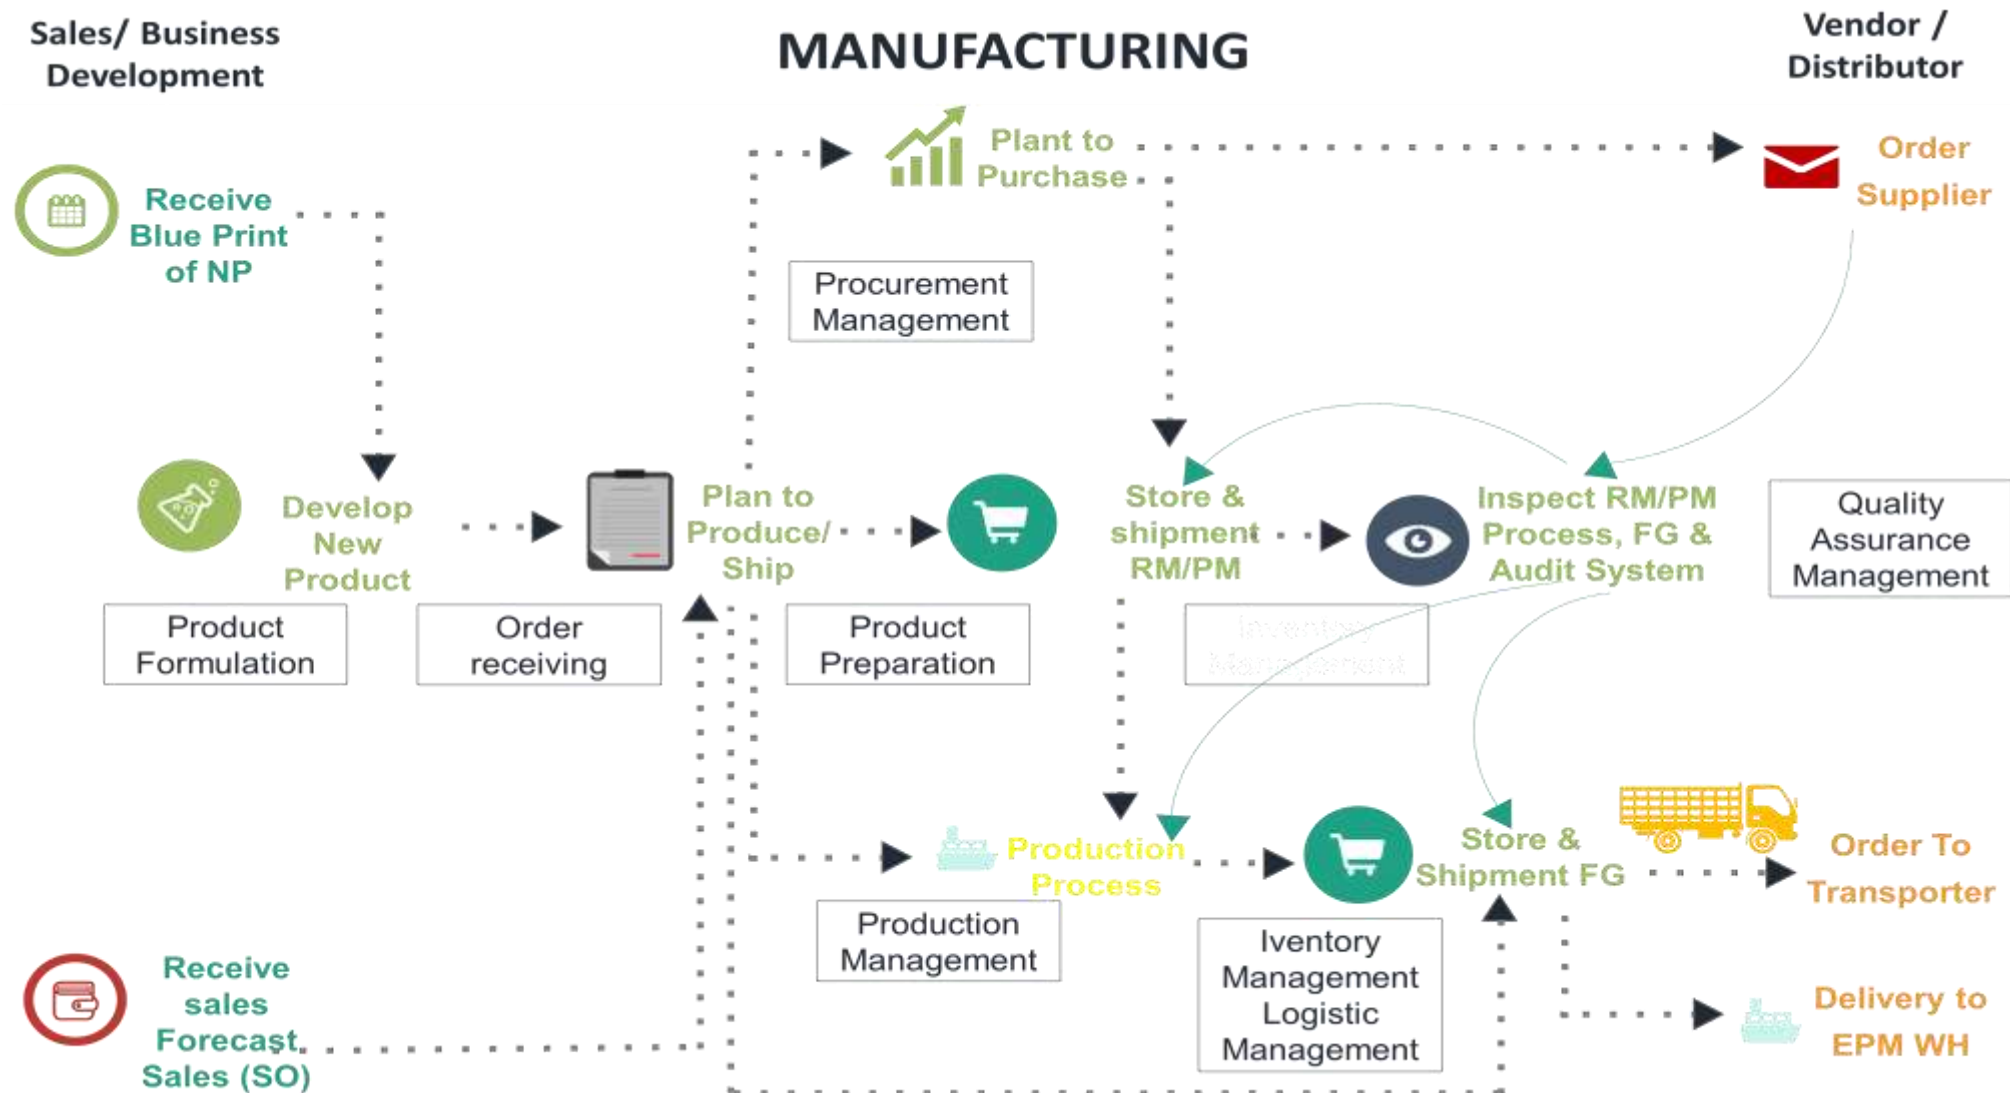 Sales/ Business
Development
MANUFACTURING
Vendor /
Distributor
Plant to
Purchase
Order
Supplier
Receive
Blue Print
of NP
Procurement
Management
Develop
New
Product
Plan to
Produce/
Ship
Store &
shipment
RM/PM
Inspect RM/PM
Process, FG &
Audit System
Quality
Assurance
Management
Product
Formulation
Order
receiving
Product
Preparation
Inventory
Management
Production
Process
Store &
Shipment FG
Order To
Transporter
Production
Management
Iventory
Management
Logistic
Management
Receive
sales
Forecast
Sales (SO)
Delivery to
EPM WH